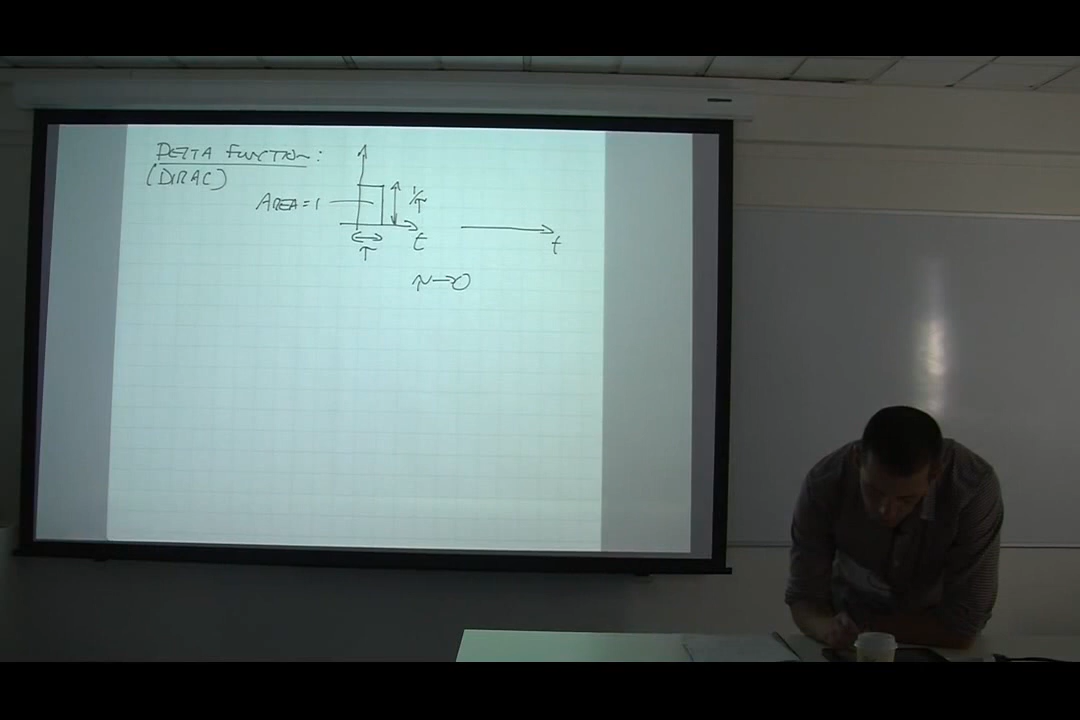 DELTA FUNCTION:
(DIRAC)
AREA = 1
1/τ
τ
t
t
τ→0